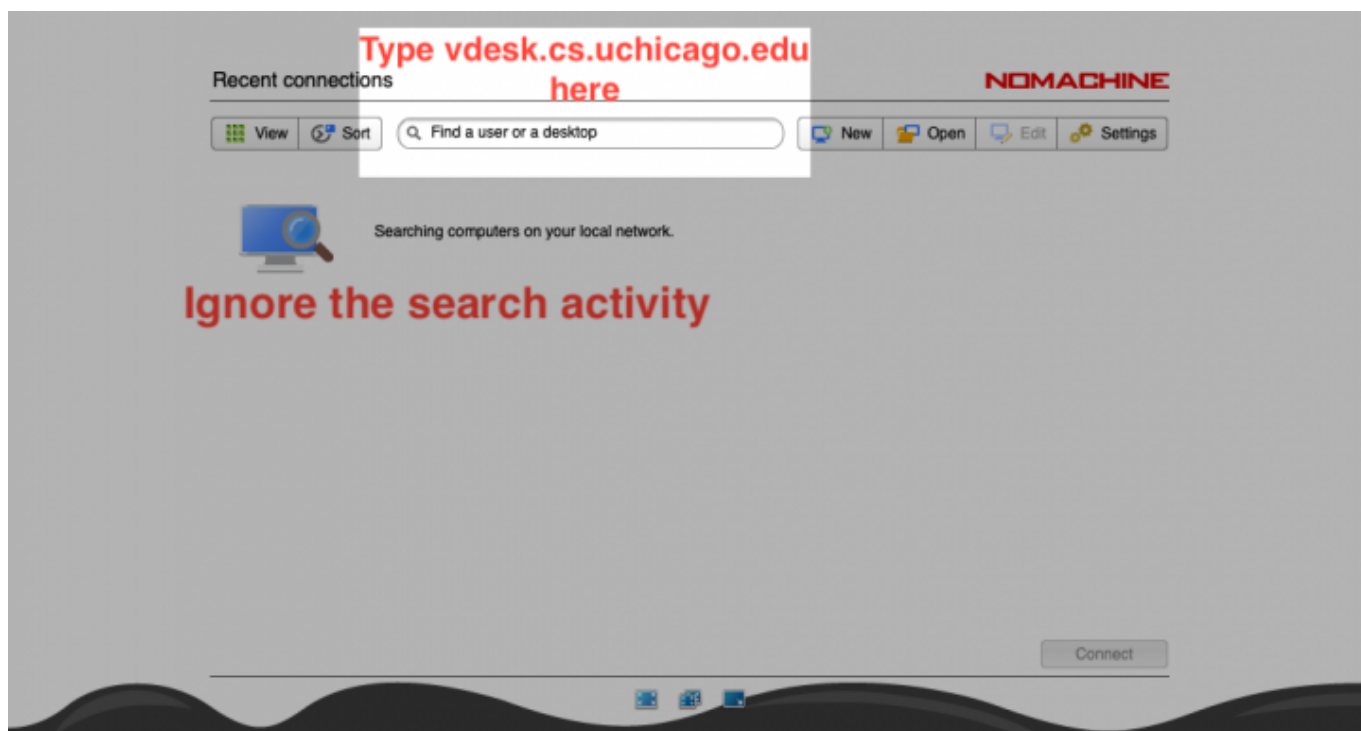 Type vdesk.cs.uchicago.edu
here
Recent connections
NOMACHINE
View Sort Find a user or a desktop New Open Edit Settings
Searching computers on your local network.
Ignore the search activity
Connect